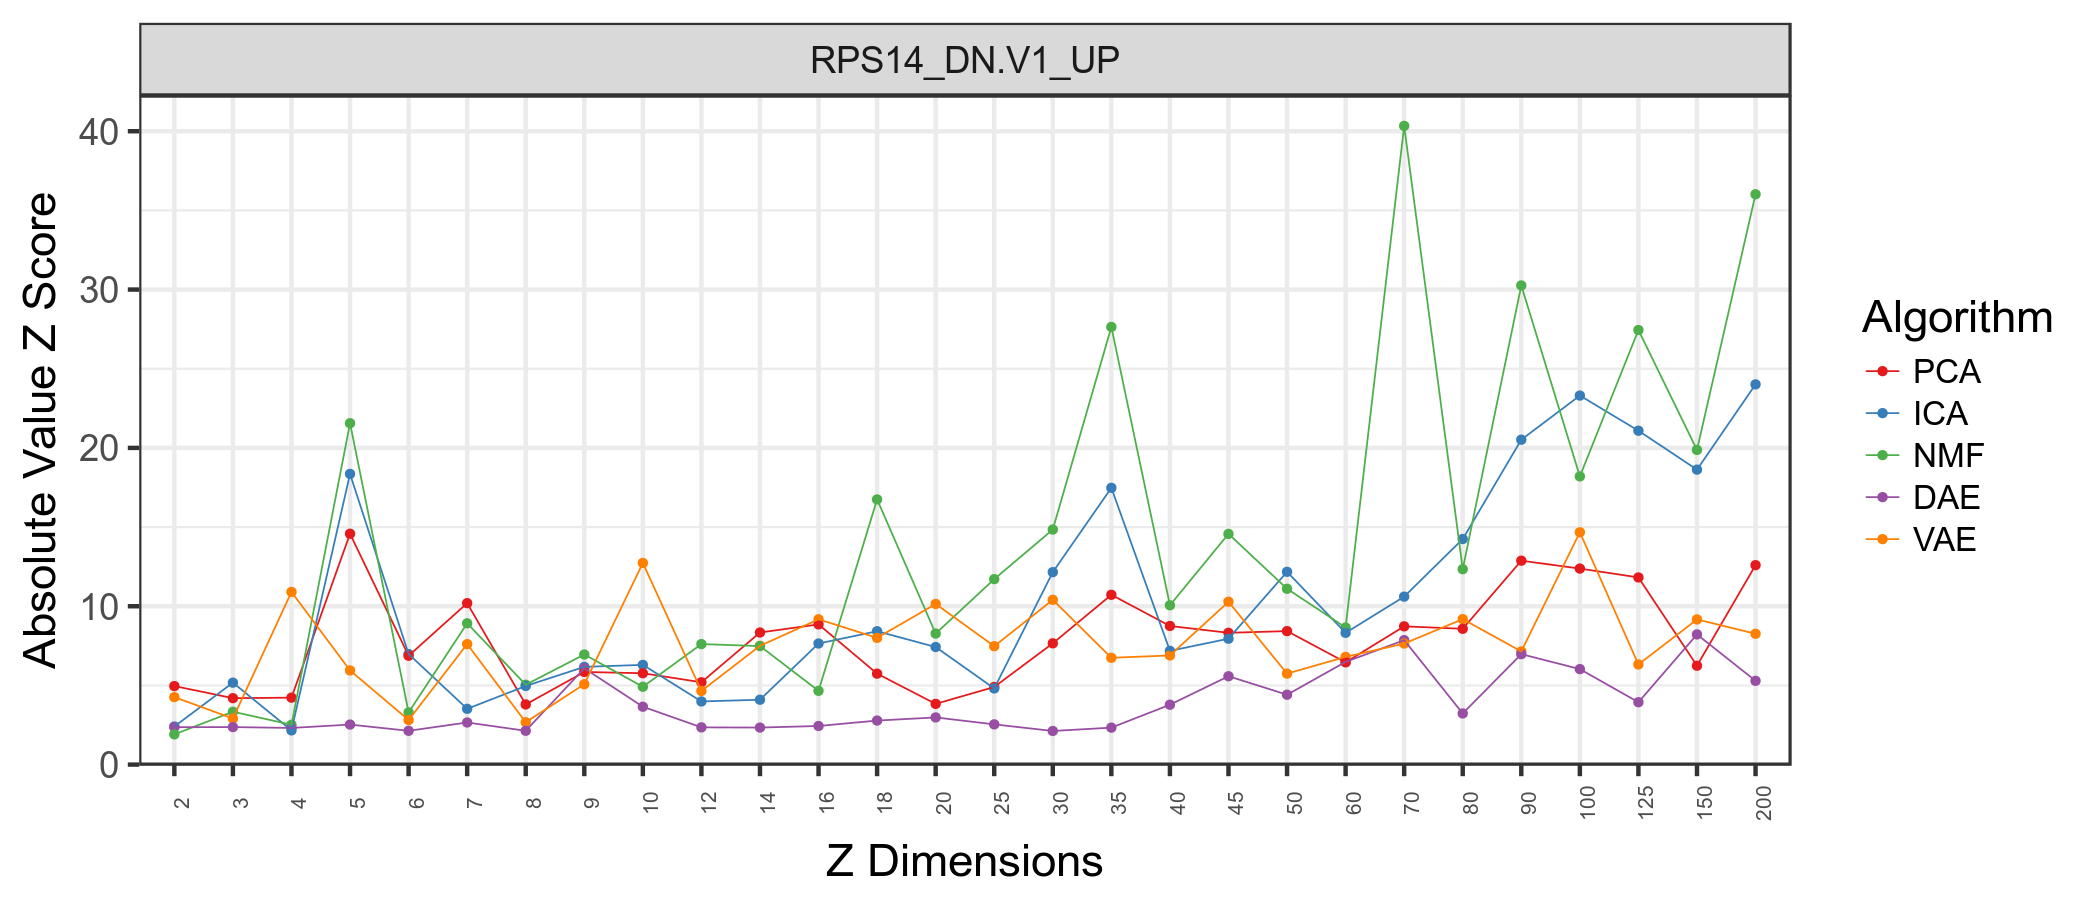 RPS14_DN.V1_UP
Absolute Value Z Score
40
30
20
10
0
2 3 4 5 6 7 8 9 10 12 14 16 18 20 25 30 35 40 45 50 60 70 80 90 100 125 150 200
Z Dimensions
Algorithm
PCA
ICA
NMF
DAE
VAE